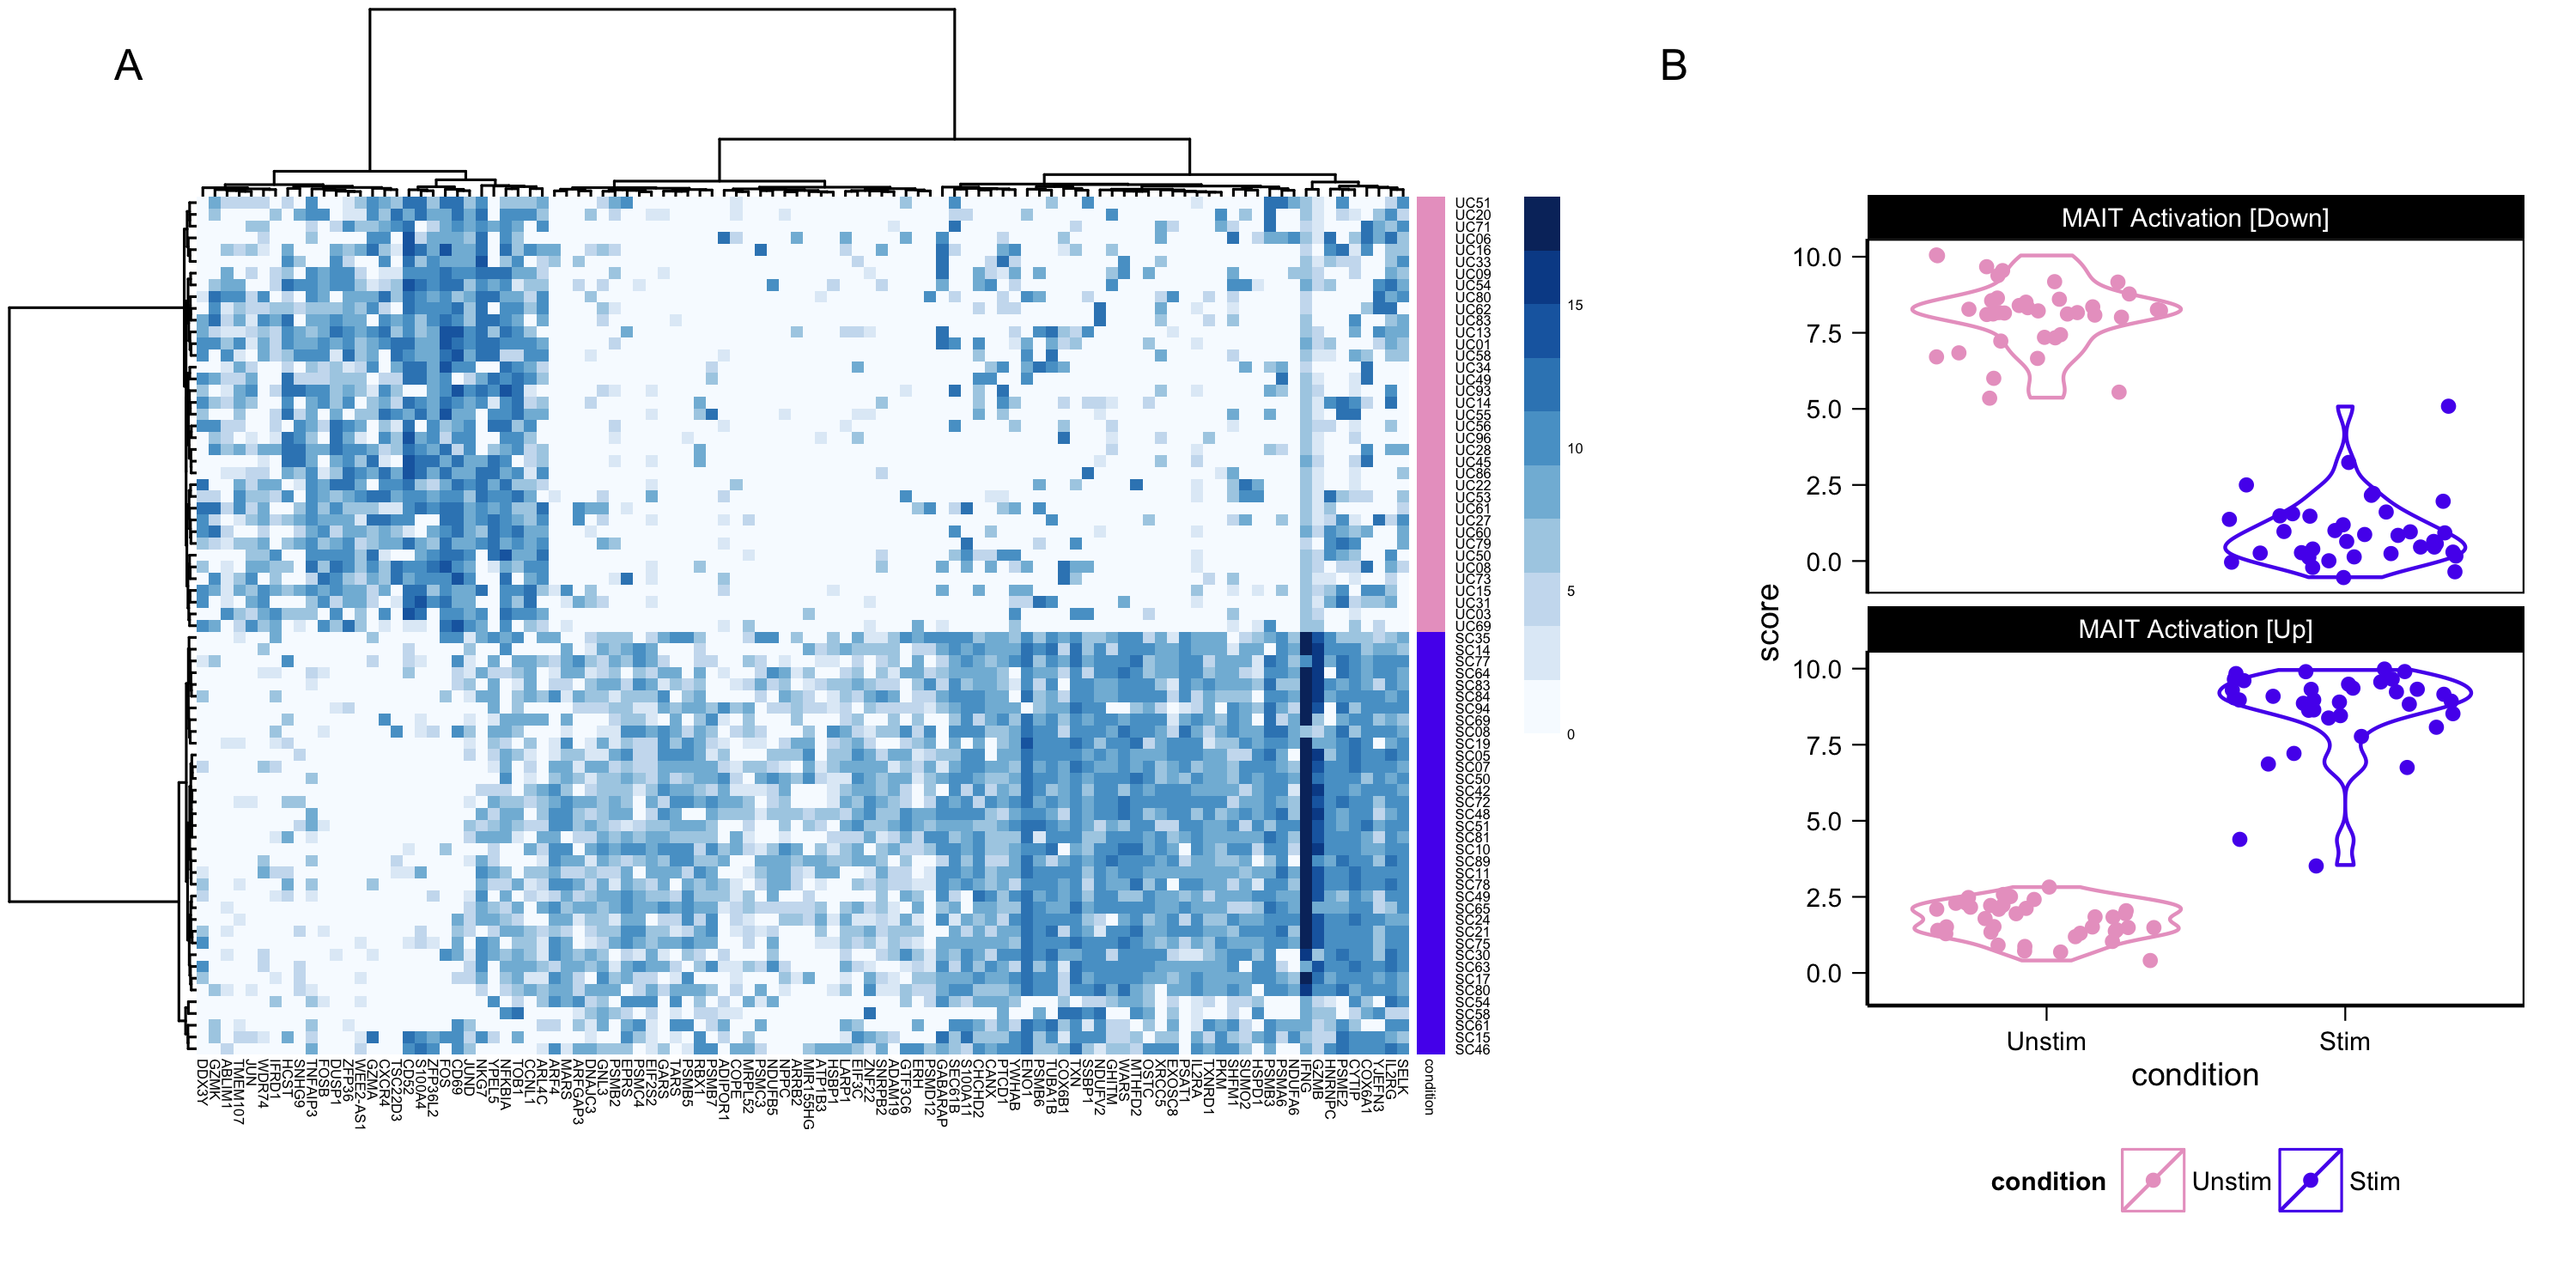 A
UC51
UC20
UC71
UC06
UC16
UC33
UC09
UC54
UC80
UC62
UC83
UC13
UC01
UC58
UC34
UC49
UC93
UC14
UC55
UC56
UC96
UC28
UC45
UC86
UC22
UC53
UC61
UC27
UC60
UC79
UC50
UC08
UC73
UC15
UC31
UC03
UC69
SC35
SC14
SC77
SC64
SC83
SC84
SC94
SC69
SC08
SC19
SC05
SC07
SC50
SC42
SC72
SC48
SC51
SC81
SC10
SC89
SC11
SC78
SC49
SC65
SC24
SC21
SC75
SC30
SC63
SC17
SC80
SC54
SC58
SC61
SC15
SC46
DDX3Y
GZMK
ABLIM1
TMEM107
JUN
WDR74
IFRD1
HCST
SNHG9
TNFAIP3
FOSB
DUSP1
ZFP36
WEE2-AS1
GZMA
CXCR4
TSC22D3
CD52
S100A4
ZFP36L2
FOS
CD69
JUND
NKG7
YPEL5
NFKBIA
TOB1
CCNL1
ARL4C
ARF4
MARS
ARFGAP3
DNAJC3
GNL3
PSMB2
EPRS
PSMC4
EIF2S2
GARS
TARS
PSMB5
RBX1
PSMB7
ADIPOR1
COPE
MRPL52
PSMC3
NDUFB5
NPPC
ARRB2
MIR155HG
ATP1B3
HSBP1
LARP1
EIF3C
ZNF22
SNRPB2
ADAM19
GTF3C6
ERH
PSMD12
GABARAP
SEC61B
S100A11
CHCHD2
CANX
PTCD1
YWHAB
ENO1
PSMB6
TUBA1B
COX6B1
TXN
SSBP1
NDUFV2
GHITM
WARS
MTHFD2
OSTC
XRCC5
EXOSC8
PSAT1
IL2RA
TXNRD1
PKM
SHFM1
SUMO2
HSPD1
PSMB3
PSMA6
NDUFA6
IFNG
GZMB
HNRNPC
PSME2
CYTIP
COX6A1
YJEFN3
IL2RG
SELK
condition
15
10
5
0
B
MAIT Activation [Down]
10.0
7.5
5.0
2.5
0.0
MAIT Activation [Up]
10.0
7.5
5.0
2.5
0.0
score
Unstim
Stim
condition
condition
Unstim
Stim